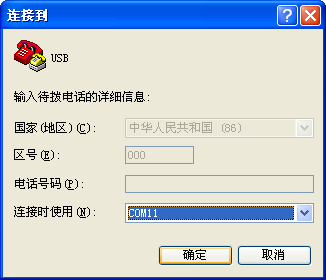 连接到
USB
输入待拨电话的详细信息:
国家(地区)(C): 中华人民共和国 (86)
区号(E): 000
电话号码(P):
连接时使用(N): COM11
确定 取消